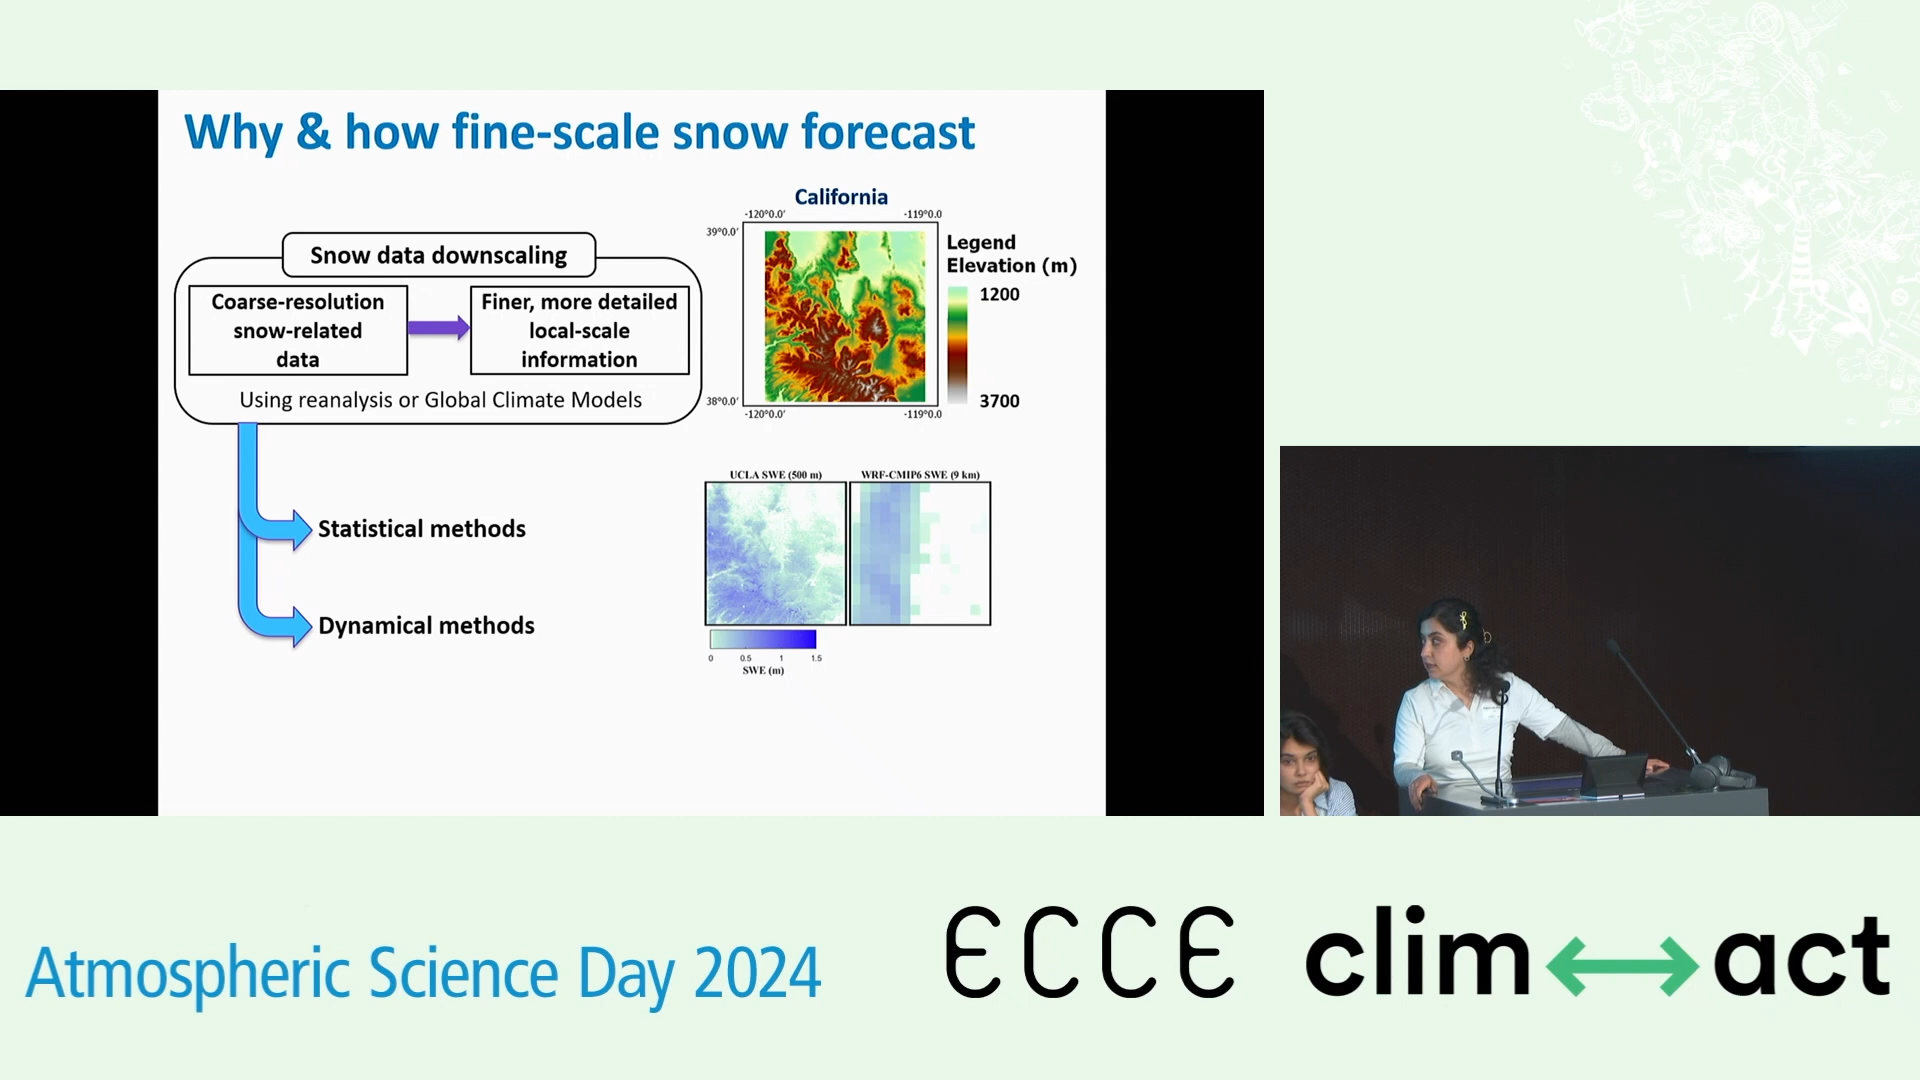 Why & how fine-scale snow forecast
Snow data downscaling
Coarse-resolution
snow-related
data
Finer, more detailed
local-scale
information
Using reanalysis or Global Climate Models
Statistical methods
Dynamical methods
California
-120°0.0′ -119°0.0
39°0.0′
38°0.0′
-120°0.0′ -119°0.0
Legend
Elevation (m)
1200
3700
UCLA SWE (500 m) WRF-CMIP6 SWE (9 km)
0 0.5 1 1.5
SWE (m)
Atmospheric Science Day 2024
ECCE
clim act